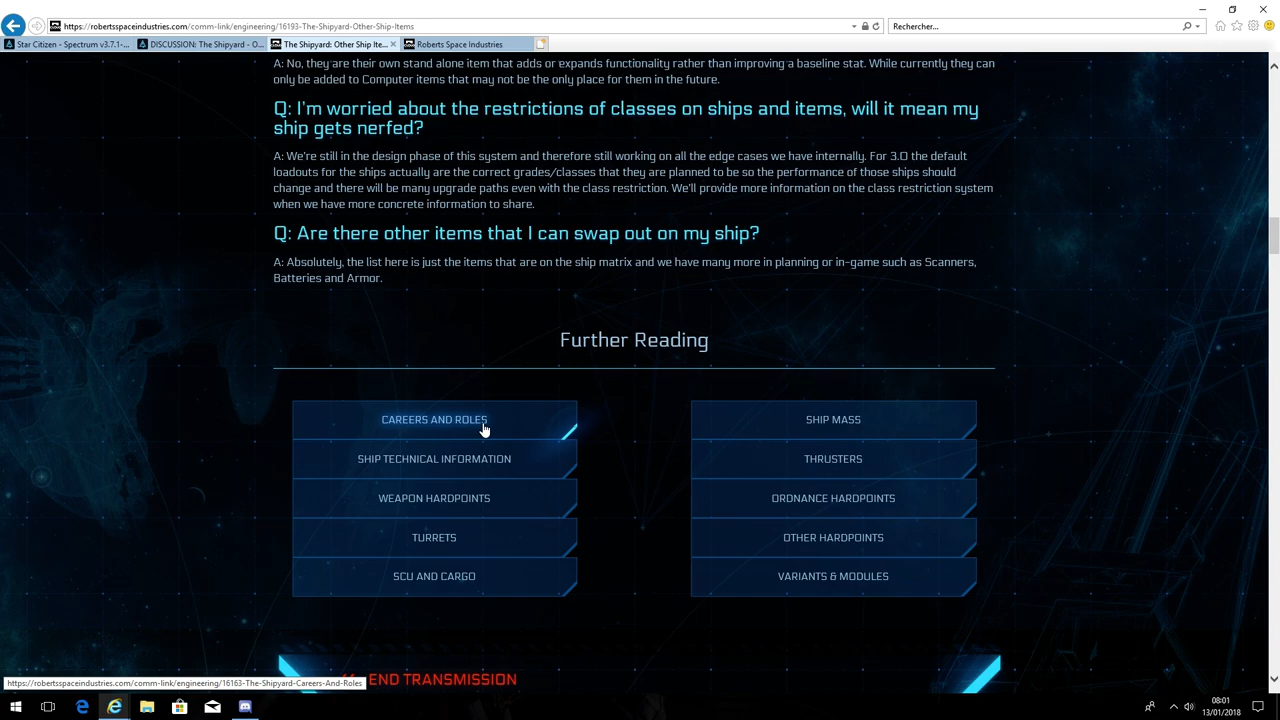 https://robertsspaceindustries.com/comm-link/engineering/16193-The-Shipyard-Other-Ship-Items
Rechercher...
Star Citizen - Spectrum v3.7.1-...
DISCUSSION: The Shipyard - O...
The Shipyard: Other Ship Ite...
Roberts Space Industries
A: No, they are their own stand alone item that adds or expands functionality rather than improving a baseline stat. While currently they can
only be added to Computer items that may not be the only place for them in the future.
Q: I'm worried about the restrictions of classes on ships and items, will it mean my
ship gets nerfed?
A: We're still in the design phase of this system and therefore still working on all the edge cases we have internally. For 3.0 the default
loadouts for the ships actually are the correct grades/classes that they are planned to be so the performance of those ships should
change and there will be many upgrade paths even with the class restriction. We'll provide more information on the class restriction system
when we have more concrete information to share.
Q: Are there other items that I can swap out on my ship?
A: Absolutely, the list here is just the items that are on the ship matrix and we have many more in planning or in-game such as Scanners,
Batteries and Armor.
Further Reading
CAREERS AND ROLES
SHIP MASS
SHIP TECHNICAL INFORMATION
THRUSTERS
WEAPON HARDPOINTS
ORDNANCE HARDPOINTS
TURRETS
OTHER HARDPOINTS
SCU AND CARGO
VARIANTS & MODULES
END TRANSMISSION
https://robertsspaceindustries.com/comm-link/engineering/16163-The-Shipyard-Careers-And-Roles
08:01
13/01/2018